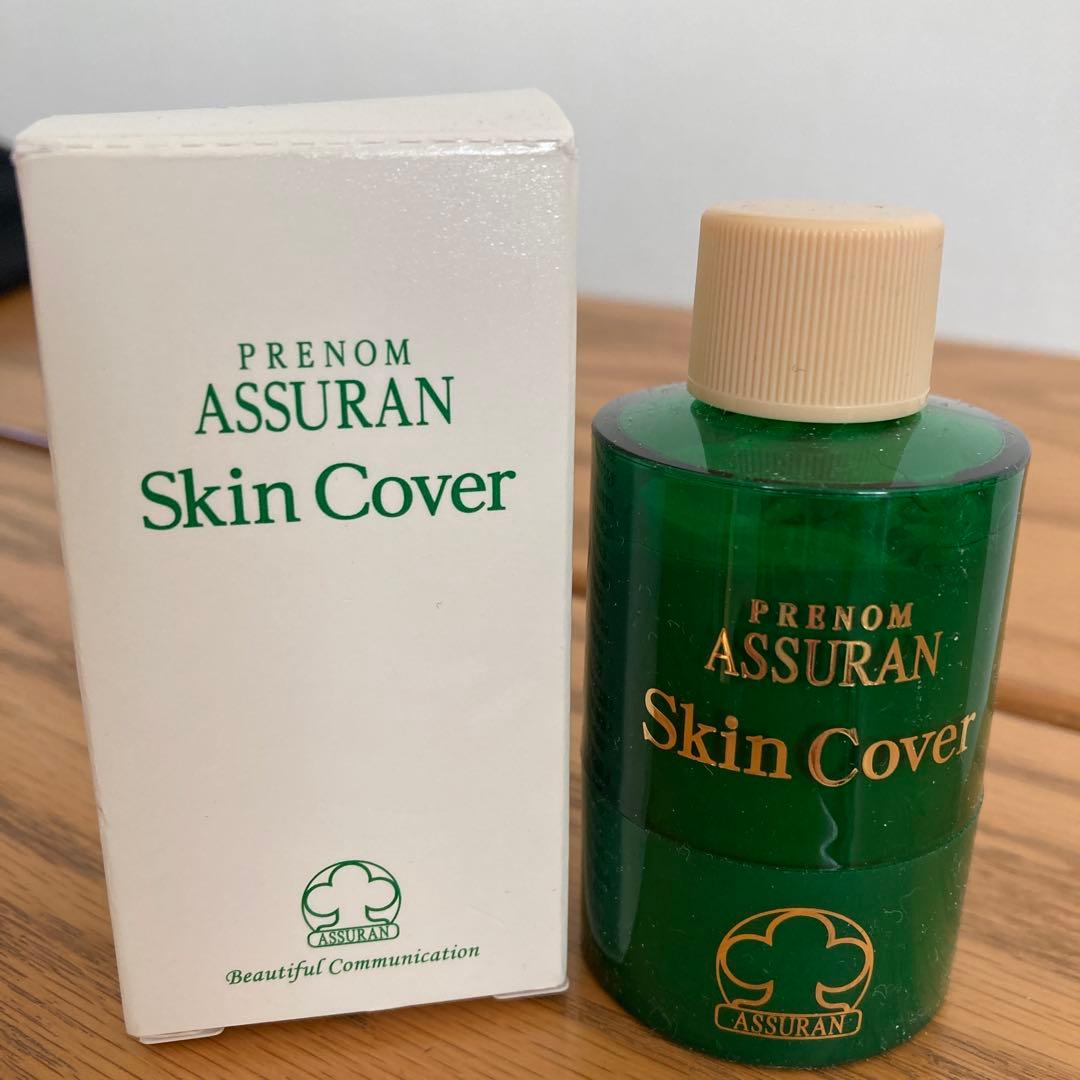 PRENOM
ASSURAN
Skin Cover
ASSURAN
Beautiful Communication
PRENOM
ASSURAN
Skin Cover
ASSURAN